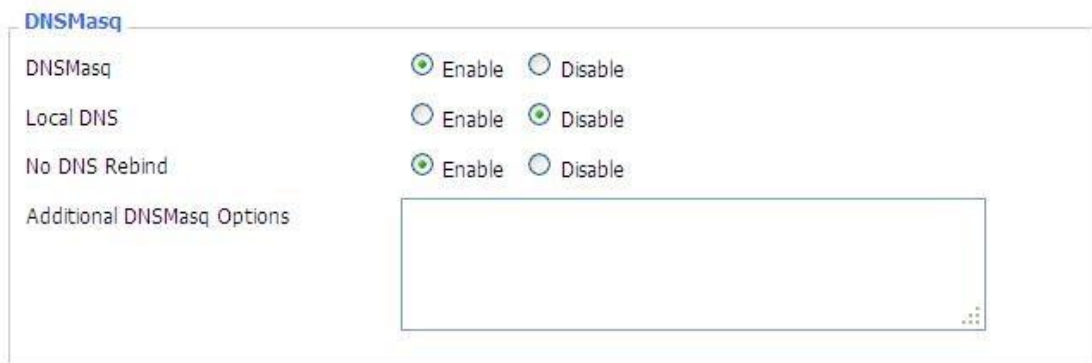 DNSMasq
DNSMasq Enable Disable
Local DNS Enable Disable
No DNS Rebind Enable Disable
Additional DNSMasq Options